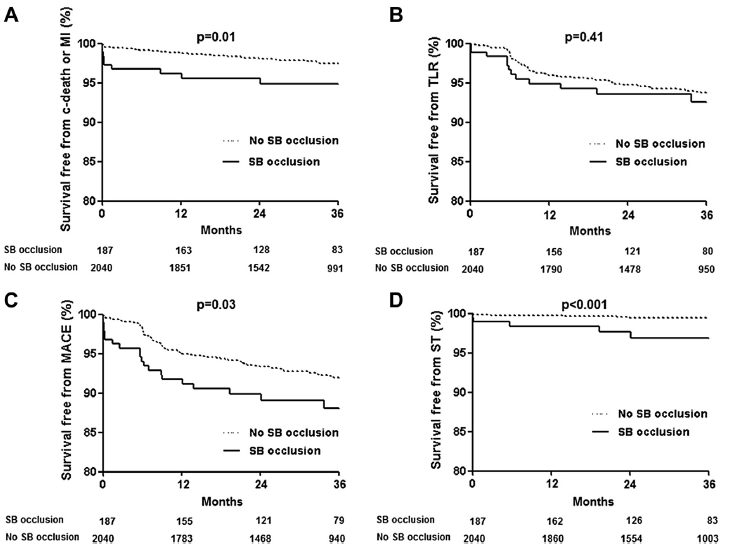 A
p=0.01
Survival free from c-death or MI (%)
100
95
90
85
80
No SB occlusion
SB occlusion
0 12 24 36
Months
SB occlusion 187 163 128 83
No SB occlusion 2040 1851 1542 991
B
p=0.41
Survival free from TLR (%)
100
95
90
85
80
No SB occlusion
SB occlusion
0 12 24 36
Months
SB occlusion 187 156 121 80
No SB occlusion 2040 1790 1478 950
C
p=0.03
Survival free from MACE (%)
100
95
90
85
80
No SB occlusion
SB occlusion
0 12 24 36
Months
SB occlusion 187 155 121 79
No SB occlusion 2040 1783 1468 940
D
p<0.001
Survival free from ST (%)
100
95
90
85
80
No SB occlusion
SB occlusion
0 12 24 36
Months
SB occlusion 187 162 126 83
No SB occlusion 2040 1860 1554 1003